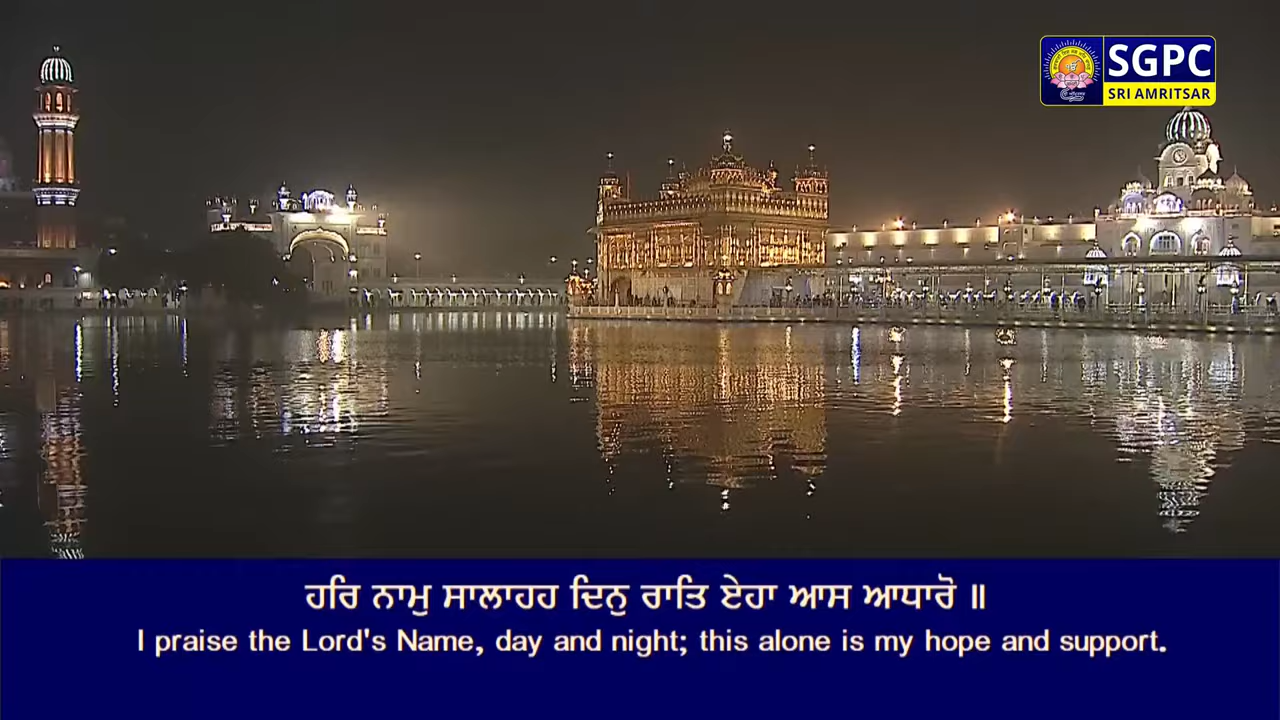 SGPC
SRI AMRITSAR
ਹਰਿ ਨਾਮੁ ਸਾਲਾਹਹ ਦਿਨੁ ਰਾਤਿ ਏਹਾ ਆਸ ਆਧਾਰੋ ॥
I praise the Lord's Name, day and night; this alone is my hope and support.